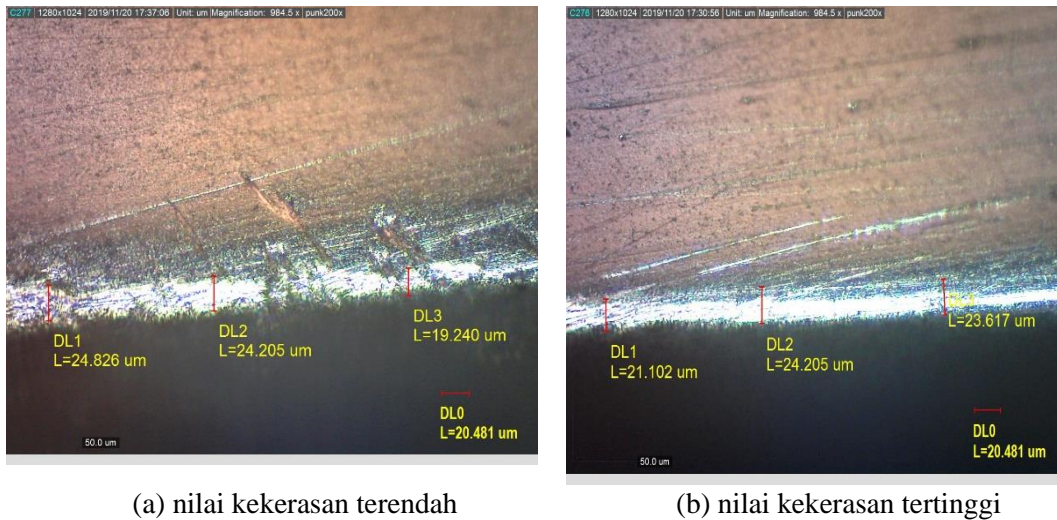 C277 1280x1024 2019/11/20 17:37:06 Unit: um Magnification: 984.5 x punk200x
DL1
L=24.826 um
DL2
L=24.205 um
DL3
L=19.240 um
DL0
L=20.481 um
50.0 um
(a) nilai kekerasan terendah
C276 1280x1024 2019/11/20 17:30:56 Unit: um Magnification: 984.5 x punk200x
DL1
L=21.102 um
DL2
L=24.205 um
DL3
L=23.617 um
DL0
L=20.481 um
50.0 um
(b) nilai kekerasan tertinggi